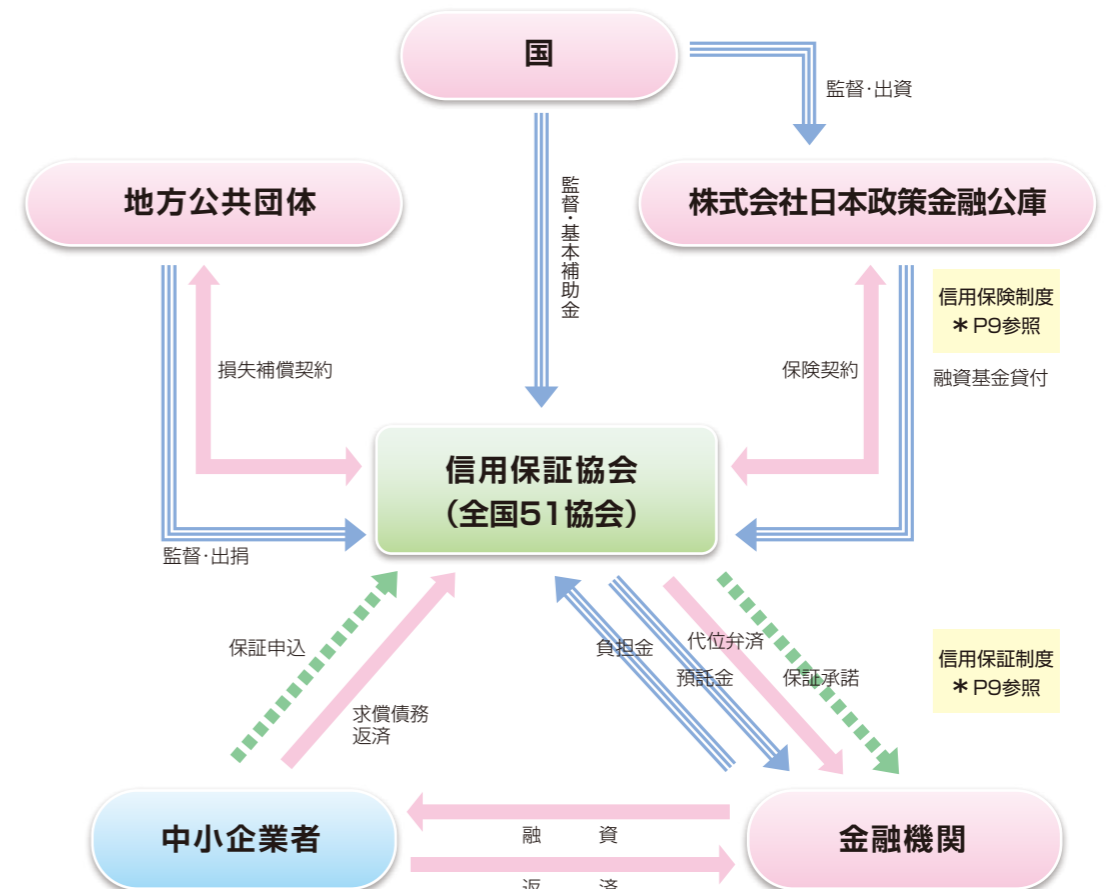 国
監督･出資
地方公共団体
株式会社日本政策金融公庫
監督・基本補助金
信用保険制度
＊P9参照
損失補償契約
保険契約
融資基金貸付
信用保証協会
（全国51協会）
監督･出捐
保証申込
負担金
代位弁済
預託金
保証承諾
信用保証制度
＊P9参照
求償債務
返済
中小企業者
融　資
金融機関
返　済